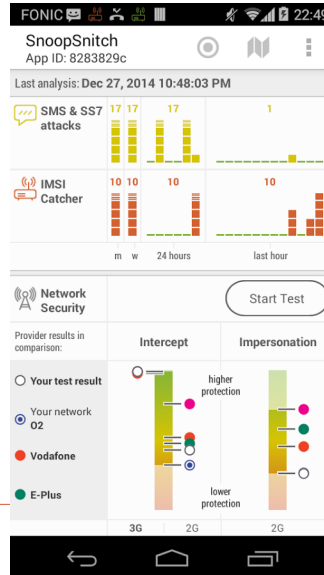 FONIC 22:49
SnoopSnitch
App ID: 8283829c
Last analysis: Dec 27, 2014 10:48:03 PM
SMS & SS7 attacks
17 17 17 1
IMSI Catcher
10 10 10 10
m w 24 hours last hour
Network Security
Start Test
Provider results in comparison:
Intercept Impersonation
Your test result
higher protection
Your network
O2
Vodafone
E-Plus
lower protection
3G 2G 2G